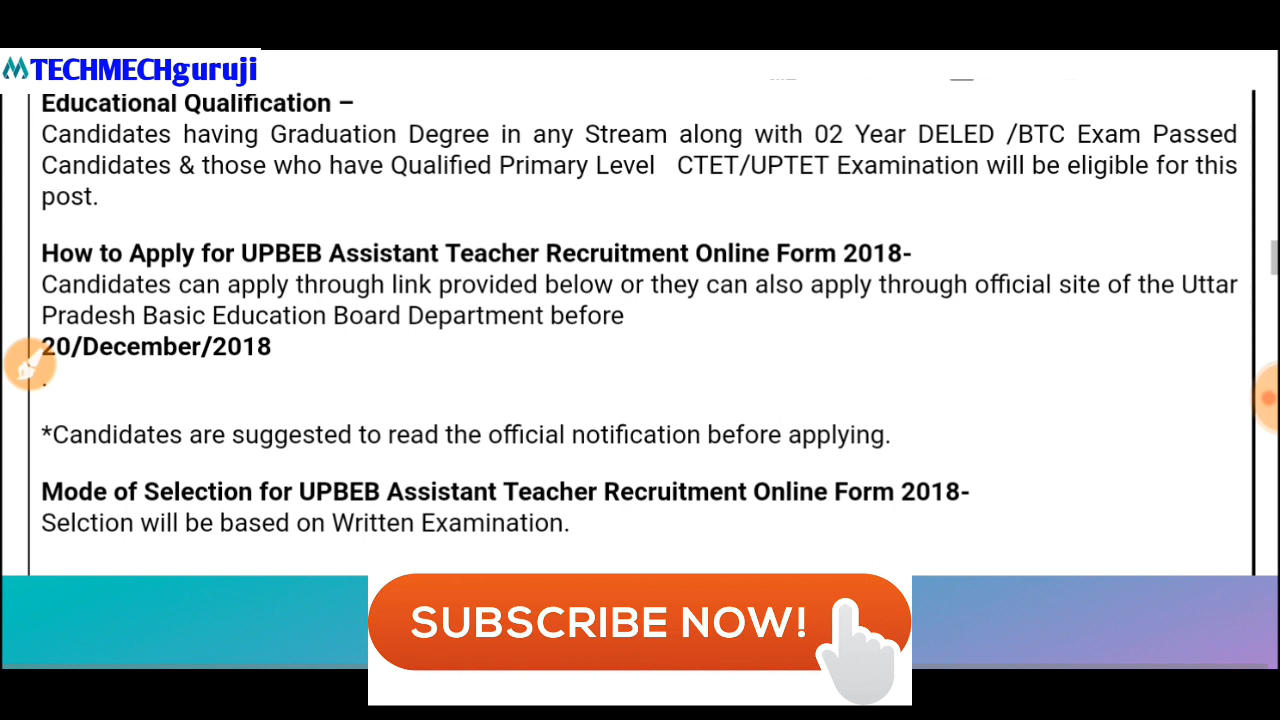 TECHMECHguruji
Educational Qualification –
Candidates having Graduation Degree in any Stream along with 02 Year DELED /BTC Exam Passed
Candidates & those who have Qualified Primary Level CTET/UPTET Examination will be eligible for this
post.
How to Apply for UPBEB Assistant Teacher Recruitment Online Form 2018-
Candidates can apply through link provided below or they can also apply through official site of the Uttar
Pradesh Basic Education Board Department before
20/December/2018
.
*Candidates are suggested to read the official notification before applying.
Mode of Selection for UPBEB Assistant Teacher Recruitment Online Form 2018-
Selction will be based on Written Examination.
SUBSCRIBE NOW!